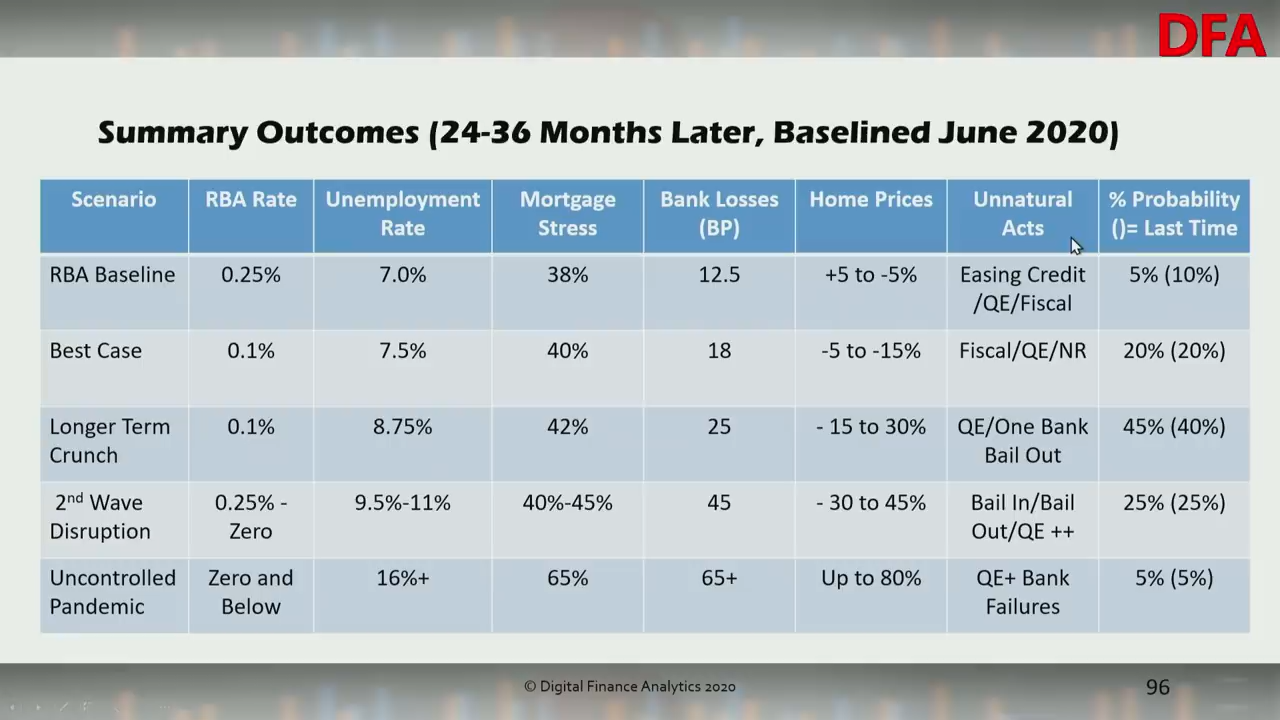 DFA
Summary Outcomes (24-36 Months Later, Baselined June 2020)
Scenario
RBA Rate
Unemployment
Rate
Mortgage
Stress
Bank Losses
(BP)
Home Prices
Unnatural
Acts
% Probability
()= Last Time
RBA Baseline
0.25%
7.0%
38%
12.5
+5 to -5%
Easing Credit
/QE/Fiscal
5% (10%)
Best Case
0.1%
7.5%
40%
18
-5 to -15%
Fiscal/QE/NR
20% (20%)
Longer Term
Crunch
0.1%
8.75%
42%
25
- 15 to 30%
QE/One Bank
Bail Out
45% (40%)
2nd Wave
Disruption
0.25% -
Zero
9.5%-11%
40%-45%
45
- 30 to 45%
Bail In/Bail
Out/QE ++
25% (25%)
Uncontrolled
Pandemic
Zero and
Below
16%+
65%
65+
Up to 80%
QE+ Bank
Failures
5% (5%)
© Digital Finance Analytics 2020
96